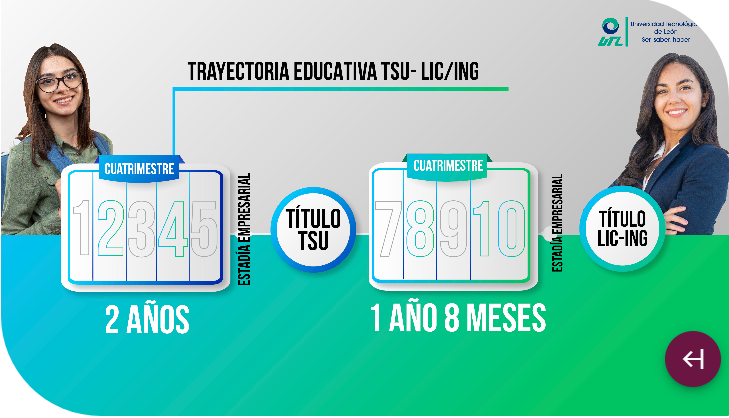 UTL
Universidad Tecnológica
de León
Ser, saber, hacer
TRAYECTORIA EDUCATIVA TSU- LIC/ING
CUATRIMESTRE
1 2 3 4 5
ESTADÍA EMPRESARIAL
TÍTULO
TSU
CUATRIMESTRE
7 8 9 10
ESTADÍA EMPRESARIAL
TÍTULO
LIC-ING
2 AÑOS
1 AÑO 8 MESES